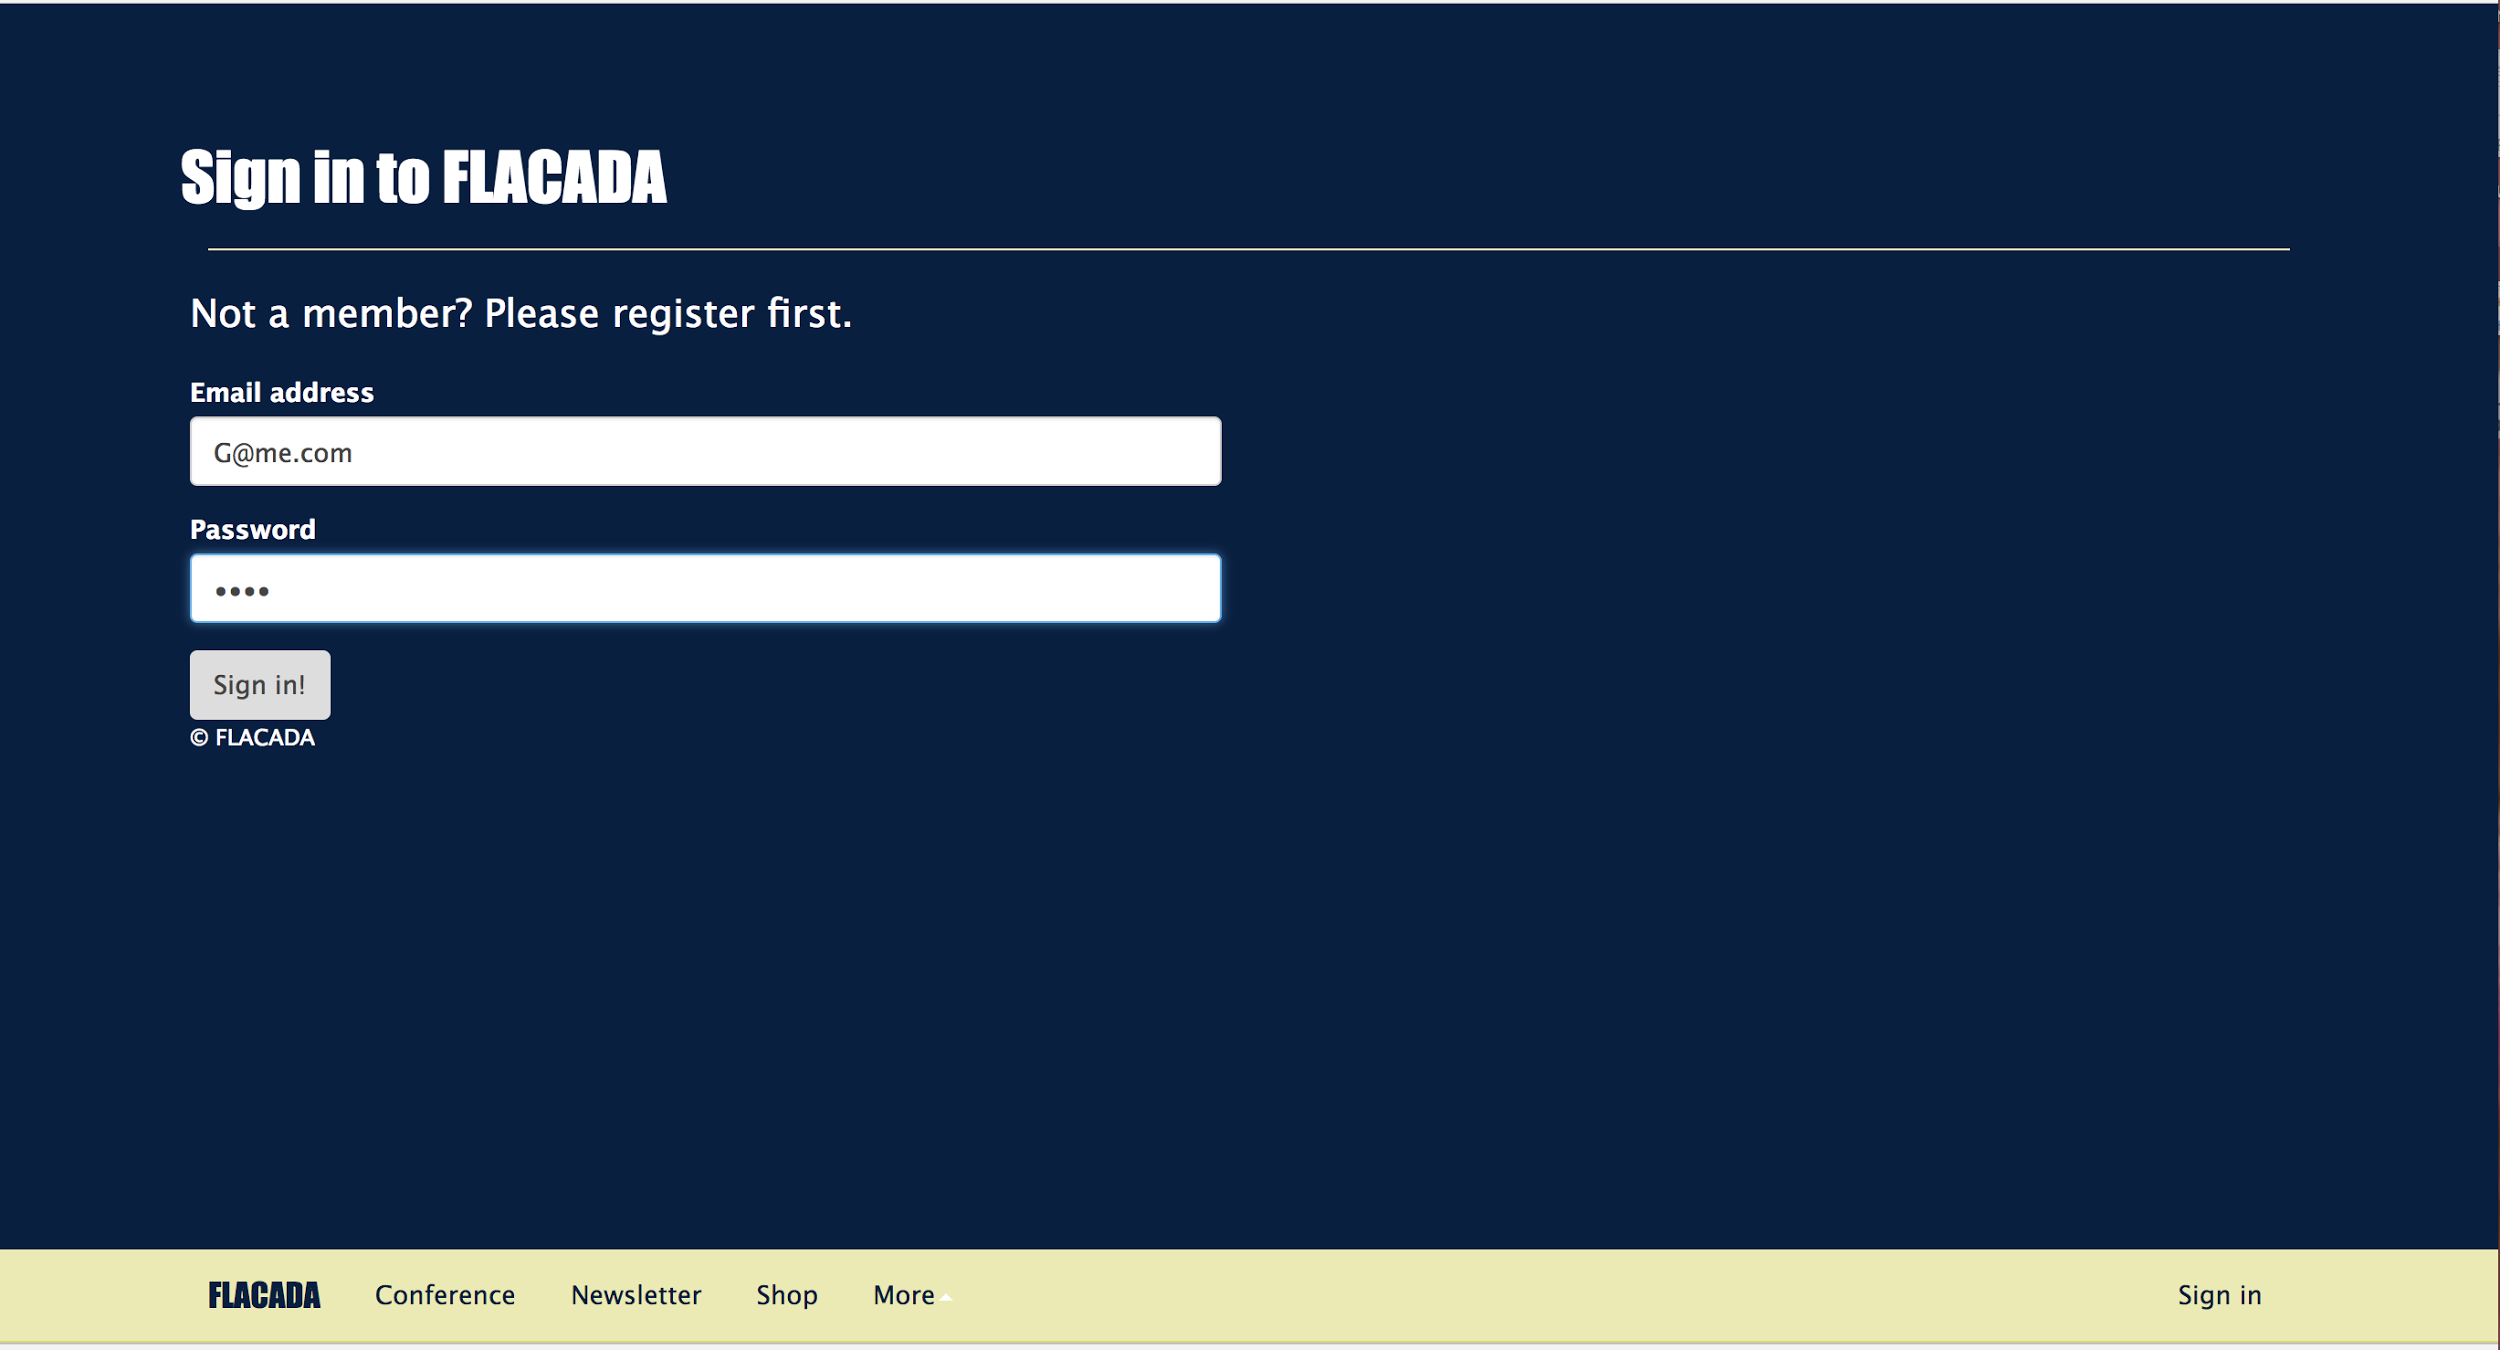 Sign in to FLACADA
Not a member? Please register first.
Email address
G@me.com
Password
••••
Sign in!
© FLACADA
FLACADA Conference Newsletter Shop More Sign in